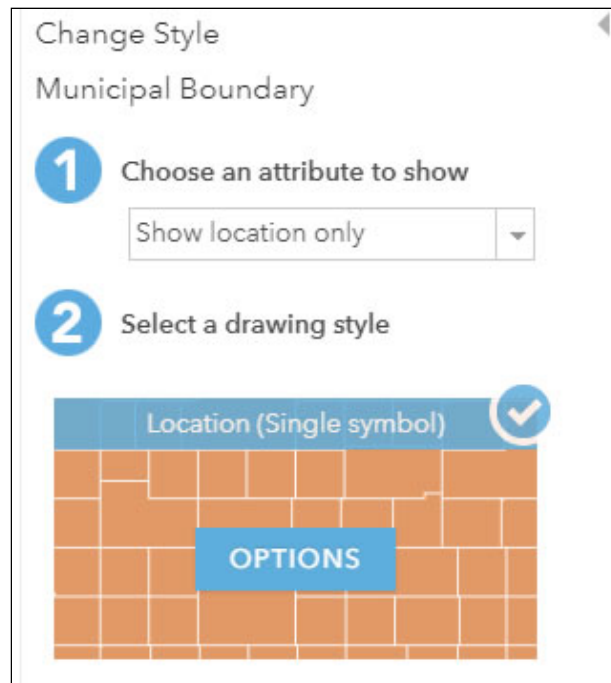 Change Style
Municipal Boundary
1 Choose an attribute to show
Show location only
2 Select a drawing style
Location (Single symbol)
OPTIONS